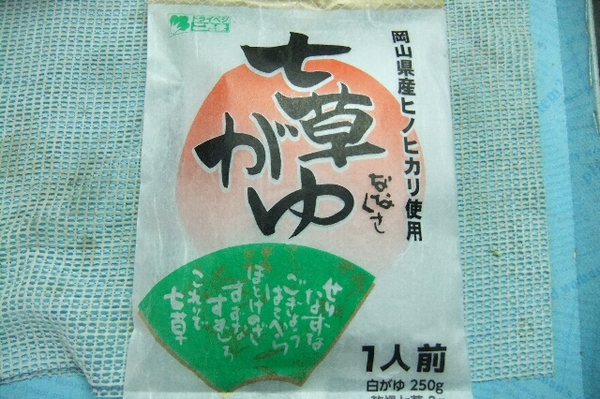 七草
がゆ
ななくさ
岡山県産ヒノヒカリ使用
せり
なずな
ごぎょう
はこべら
ほとけのざ
すずな
すずしろ
これぞ
七草
1人前
白がゆ 250g